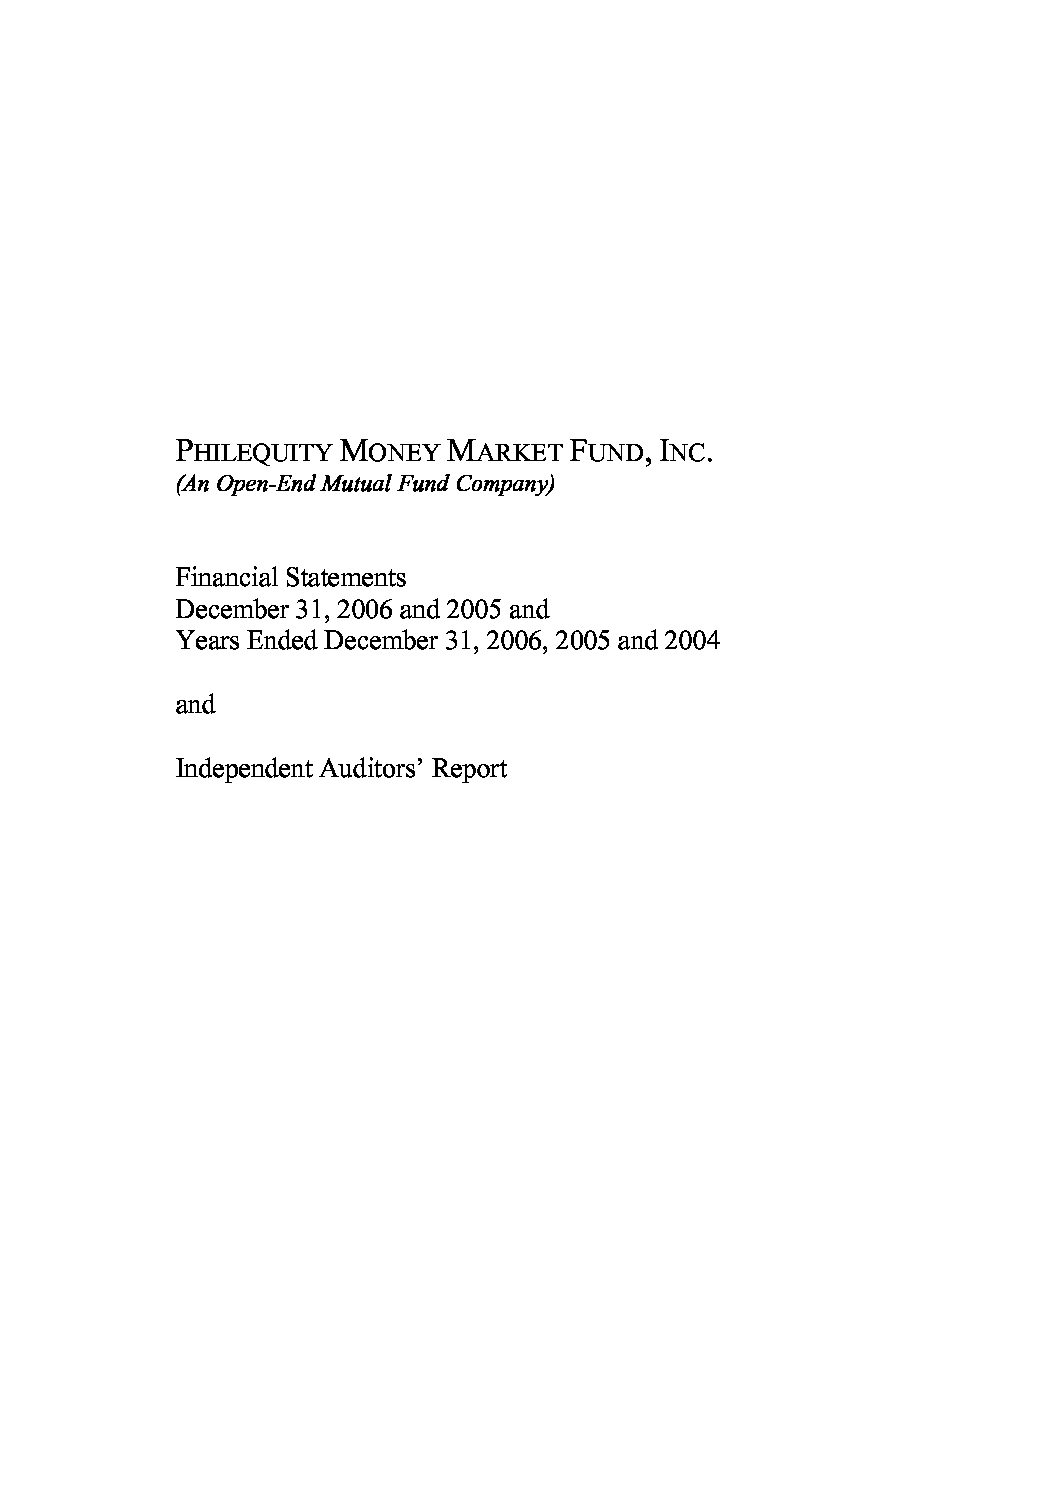 PHILEQUITY MONEY MARKET FUND, INC.
(An Open-End Mutual Fund Company)
Financial Statements
December 31, 2006 and 2005 and
Years Ended December 31, 2006, 2005 and 2004
and
Independent Auditors’ Report